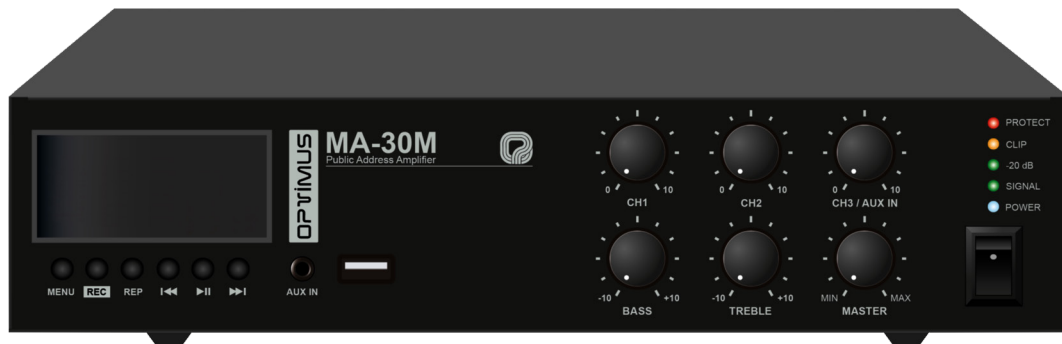 OPTIMUS
MA-30M
Public Address Amplifier
MENU REC REP
AUX IN
0 10
CH1
0 10
CH2
0 10
CH3 / AUX IN
-10 +10
BASS
-10 +10
TREBLE
MIN MAX
MASTER
PROTECT
CLIP
-20 dB
SIGNAL
POWER